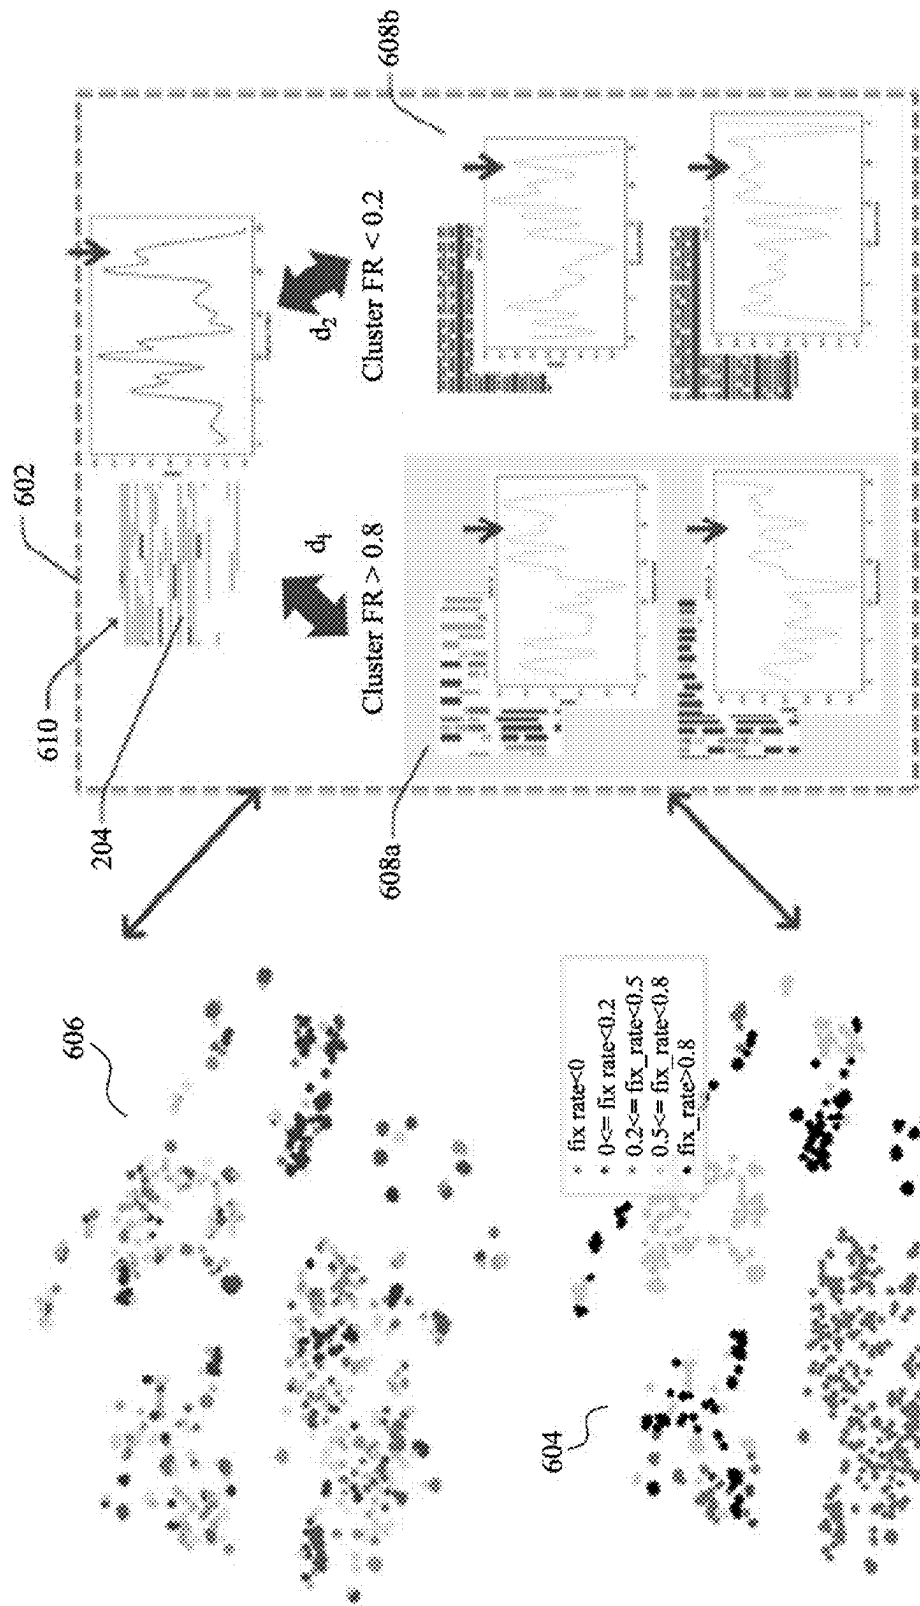 602
610
204
d1
d2
Cluster FR > 0.8
Cluster FR < 0.2
608a
608b
606
604
fix rate<0
0<= fix rate<0.2
0.2<= fix_rate<0.5
0.5<= fix_rate<0.8
fix_rate>0.8